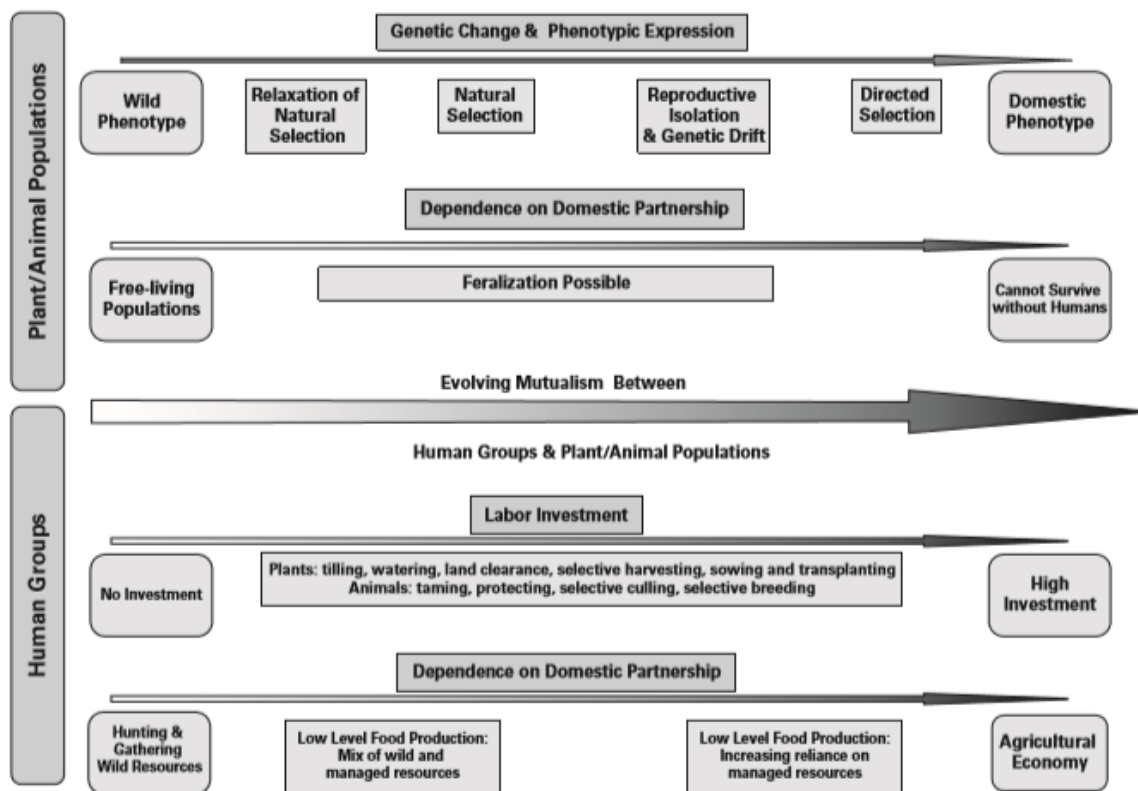 Plant/Animal Populations
Genetic Change & Phenotypic Expression
Wild
Phenotype
Relaxation of
Natural
Selection
Natural
Selection
Reproductive
Isolation
& Genetic Drift
Directed
Selection
Domestic
Phenotype
Dependence on Domestic Partnership
Free-living
Populations
Feralization Possible
Cannot Survive
without Humans
Evolving Mutualism Between
Human Groups & Plant/Animal Populations
Human Groups
Labor Investment
No Investment
Plants: tilling, watering, land clearance, selective harvesting, sowing and transplanting
Animals: taming, protecting, selective culling, selective breeding
High
Investment
Dependence on Domestic Partnership
Hunting &
Gathering
Wild Resources
Low Level Food Production:
Mix of wild and
managed resources
Low Level Food Production:
Increasing reliance on
managed resources
Agricultural
Economy